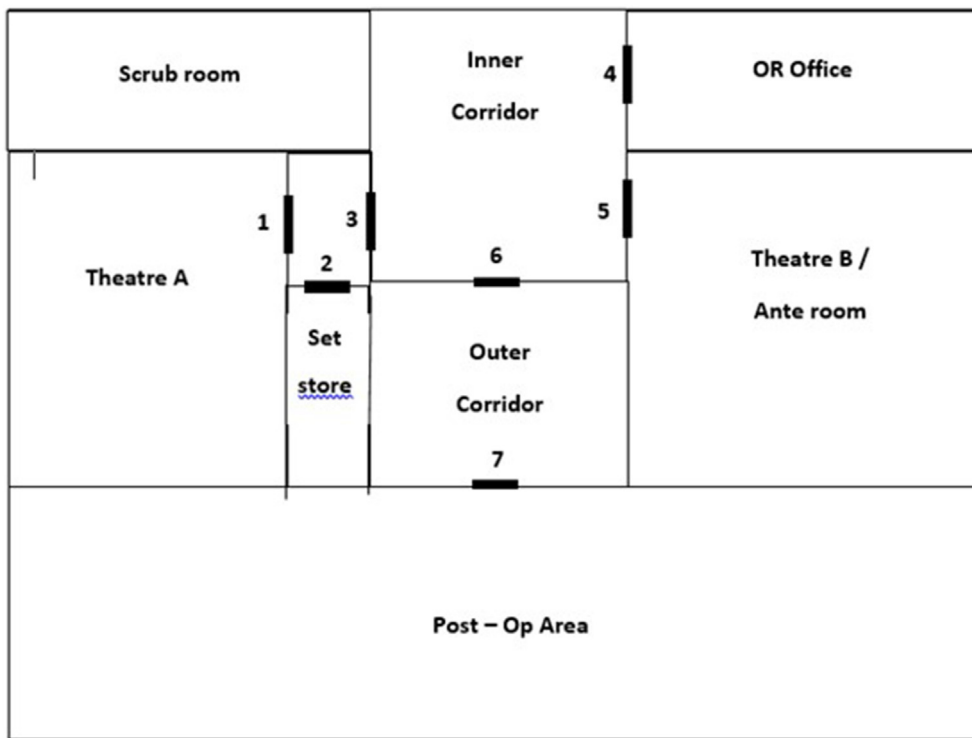 Scrub room
Inner
Corridor
4
OR Office
1
3
5
2
6
Theatre A
Theatre B /
Ante room
Set
store
Outer
Corridor
7
Post – Op Area